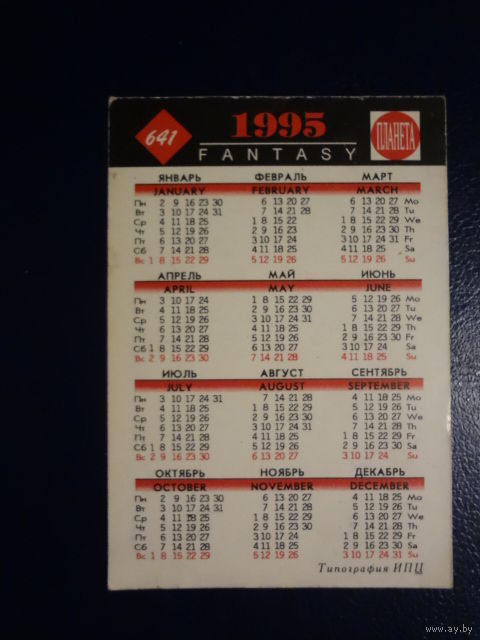 641 1995 ПЛАНЕТА
FANTASY
ЯНВАРЬ ФЕВРАЛЬ МАРТ
JANUARY FEBRUARY MARCH
Пн 2 9 16 23 30 6 13 20 27 6 13 20 27 Mo
Вт 3 10 17 24 31 7 14 21 28 7 14 21 28 Tu
Ср 4 11 18 25 1 8 15 22 1 8 15 22 29 We
Чт 5 12 19 26 2 9 16 23 2 9 16 23 30 Th
Пт 6 13 20 27 3 10 17 24 3 10 17 24 31 Fr
Сб 7 14 21 28 4 11 18 25 4 11 18 25 Sa
Вс 1 8 15 22 29 5 12 19 26 5 12 19 26 Su
АПРЕЛЬ МАЙ ИЮНЬ
APRIL MAY JUNE
Пн 3 10 17 24 1 8 15 22 29 5 12 19 26 Mo
Вт 4 11 18 25 2 9 16 23 30 6 13 20 27 Tu
Ср 5 12 19 26 3 10 17 24 31 7 14 21 28 We
Чт 6 13 20 27 4 11 18 25 1 8 15 22 29 Th
Пт 7 14 21 28 5 12 19 26 2 9 16 23 30 Fr
Сб 1 8 15 22 29 6 13 20 27 3 10 17 24 Sa
Вс 2 9 16 23 30 7 14 21 28 4 11 18 25 Su
ИЮЛЬ АВГУСТ СЕНТЯБРЬ
JULY AUGUST SEPTEMBER
Пн 3 10 17 24 31 7 14 21 28 4 11 18 25 Mo
Вт 4 11 18 25 1 8 15 22 29 5 12 19 26 Tu
Ср 5 12 19 26 2 9 16 23 30 6 13 20 27 We
Чт 6 13 20 27 3 10 17 24 31 7 14 21 28 Th
Пт 7 14 21 28 4 11 18 25 1 8 15 22 29 Fr
Сб 1 8 15 22 29 5 12 19 26 2 9 16 23 30 Sa
Вс 2 9 16 23 30 6 13 20 27 3 10 17 24 Su
ОКТЯБРЬ НОЯБРЬ ДЕКАБРЬ
OCTOBER NOVEMBER DECEMBER
Пн 2 9 16 23 30 6 13 20 27 4 11 18 25 Mo
Вт 3 10 17 24 31 7 14 21 28 5 12 19 26 Tu
Ср 4 11 18 25 1 8 15 22 29 6 13 20 27 We
Чт 5 12 19 26 2 9 16 23 30 7 14 21 28 Th
Пт 6 13 20 27 3 10 17 24 1 8 15 22 29 Fr
Сб 7 14 21 28 4 11 18 25 2 9 16 23 30 Sa
Вс 1 8 15 22 29 5 12 19 26 3 10 17 24 31 Su
Типография ИПЦ
www.ay.by